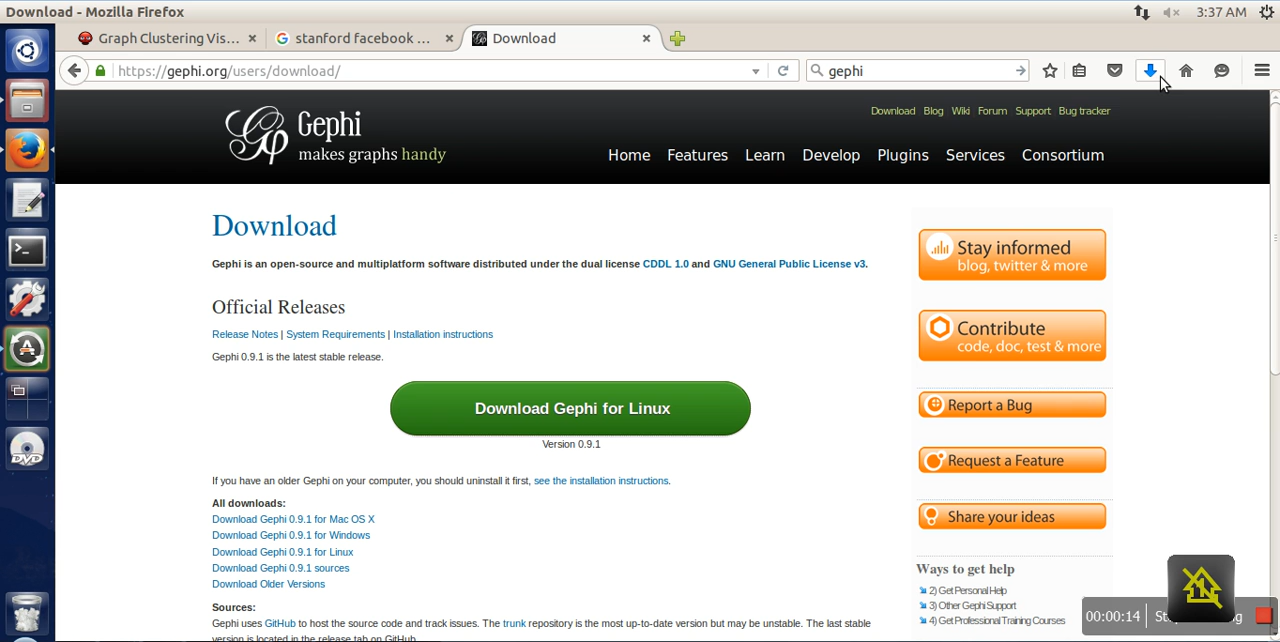 Download - Mozilla Firefox
3:37 AM
Graph Clustering Vis...
stanford facebook ...
Download
https://gephi.org/users/download/
gephi
Download Blog Wiki Forum Support Bug tracker
Gephi
makes graphs handy
Home Features Learn Develop Plugins Services Consortium
Download
Gephi is an open-source and multiplatform software distributed under the dual license CDDL 1.0 and GNU General Public License v3.
Official Releases
Release Notes | System Requirements | Installation instructions
Gephi 0.9.1 is the latest stable release.
Download Gephi for Linux
Version 0.9.1
If you have an older Gephi on your computer, you should uninstall it first, see the installation instructions.
All downloads:
Download Gephi 0.9.1 for Mac OS X
Download Gephi 0.9.1 for Windows
Download Gephi 0.9.1 for Linux
Download Gephi 0.9.1 sources
Download Older Versions
Sources:
Gephi uses GitHub to host the source code and track issues. The trunk repository is the most up-to-date version but may be unstable. The last stable
version is located in the release tab on GitHub.
Stay informed
blog, twitter & more
Contribute
code, doc, test & more
Report a Bug
Request a Feature
Share your ideas
Ways to get help
2) Get Personal Help
3) Other Gephi Support
4) Get Professional Training Courses
00:00:14
DVD